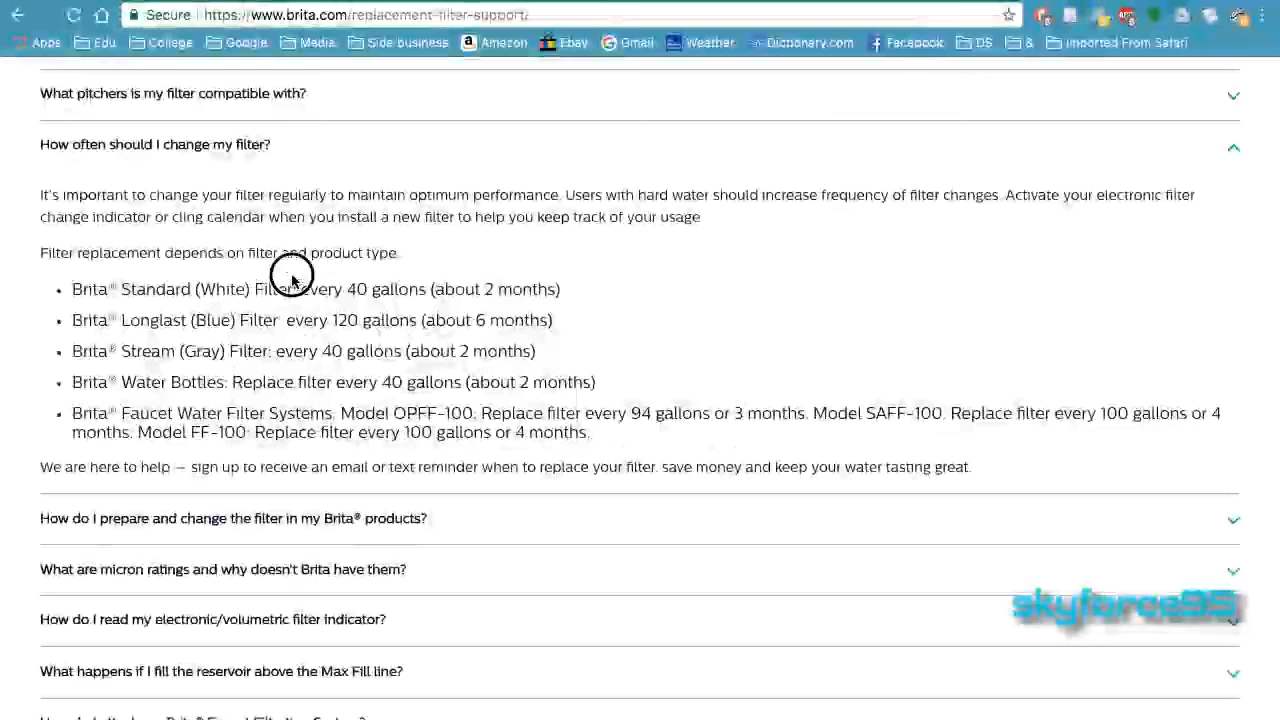 Secure https://www.brita.com/replacement-filter-support/
Apps Edu College Google Media Side business Amazon Ebay Gmail Weather Dictionary.com Facebook DS & Imported From Safari
What pitchers is my filter compatible with?
How often should I change my filter?
It's important to change your filter regularly to maintain optimum performance. Users with hard water should increase frequency of filter changes. Activate your electronic filter
change indicator or cling calendar when you install a new filter to help you keep track of your usage
Filter replacement depends on filter and product type.
• Brita® Standard (White) Filter every 40 gallons (about 2 months)
• Brita® Longlast (Blue) Filter every 120 gallons (about 6 months)
• Brita® Stream (Gray) Filter: every 40 gallons (about 2 months)
• Brita® Water Bottles: Replace filter every 40 gallons (about 2 months)
• Brita® Faucet Water Filter Systems. Model OPFF-100: Replace filter every 94 gallons or 3 months. Model SAFF-100. Replace filter every 100 gallons or 4
months. Model FF-100: Replace filter every 100 gallons or 4 months.
We are here to help – sign up to receive an email or text reminder when to replace your filter. save money and keep your water tasting great.
How do I prepare and change the filter in my Brita® products?
What are micron ratings and why doesn't Brita have them?
skyforce95
How do I read my electronic/volumetric filter indicator?
What happens if I fill the reservoir above the Max Fill line?